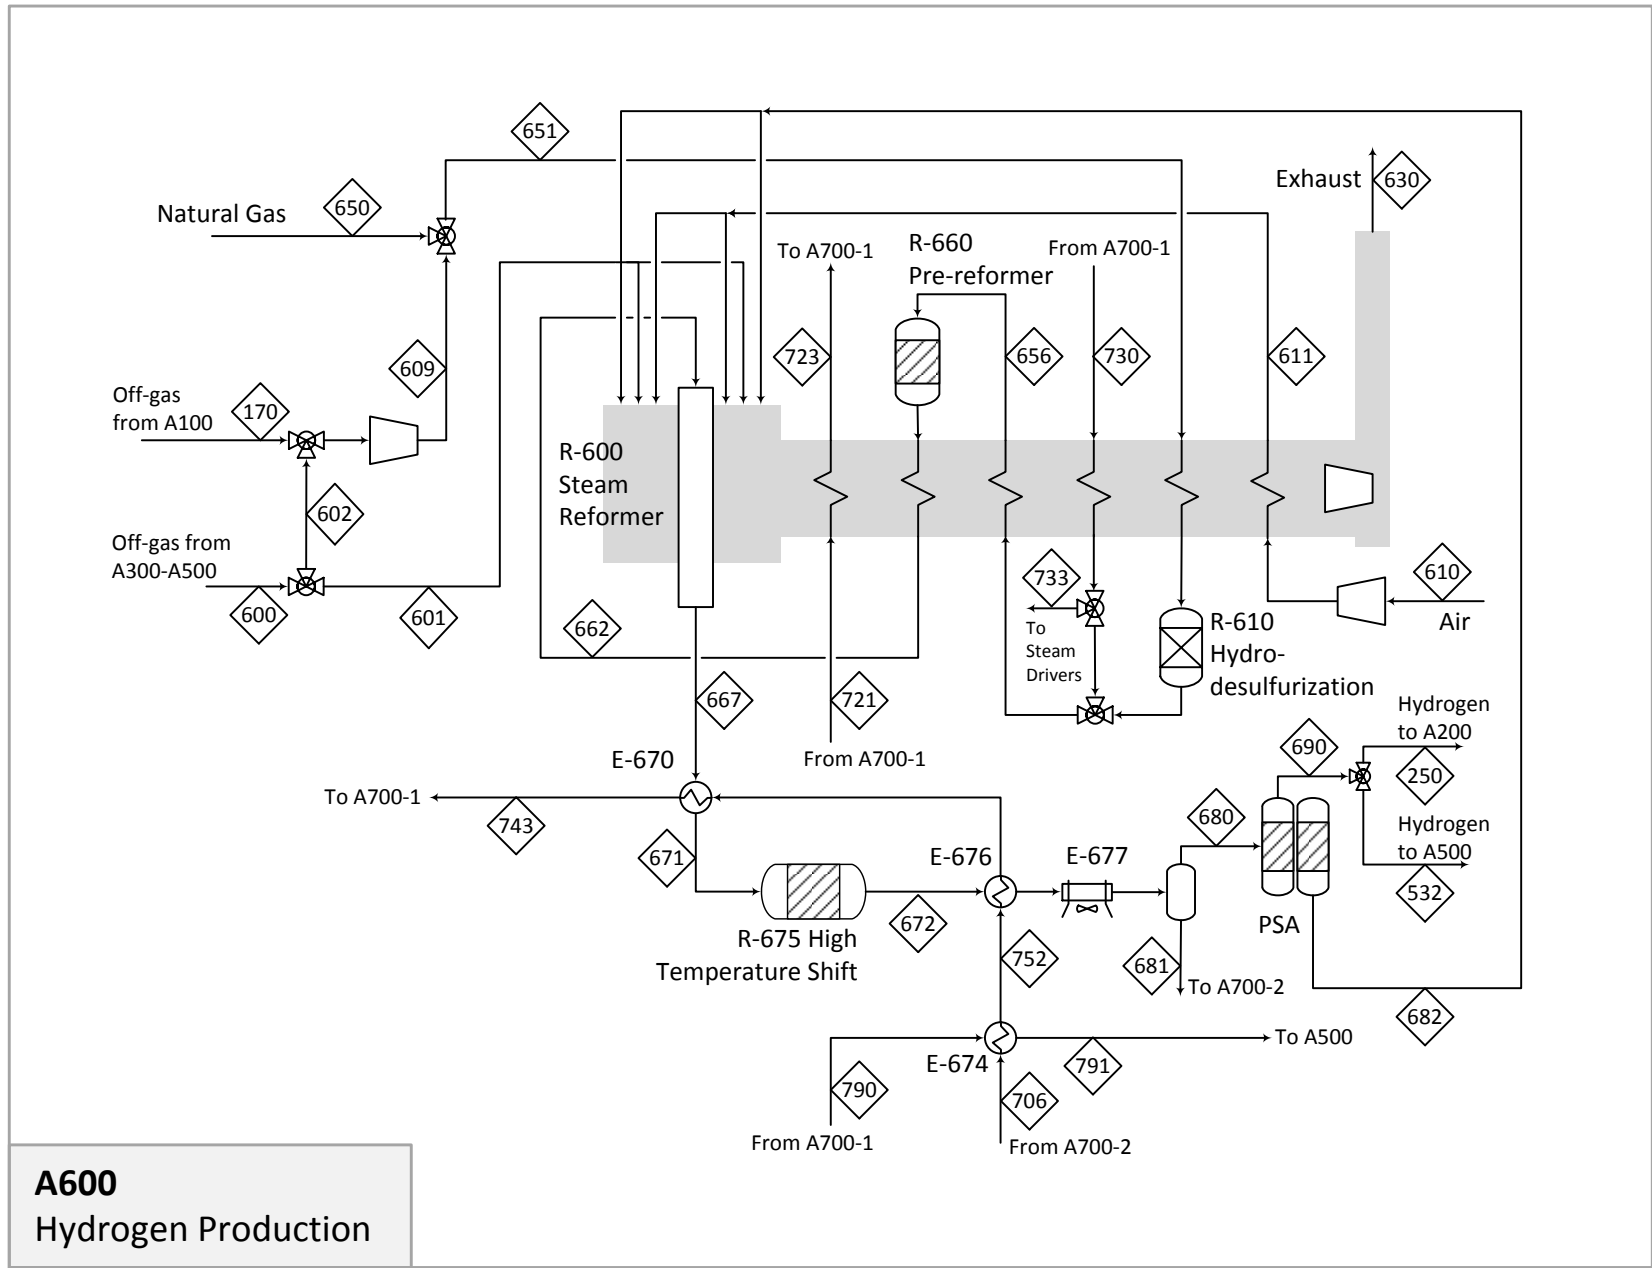 651
650
Natural Gas
Exhaust
630
To A700-1
R-660
Pre-reformer
From A700-1
723
656
730
611
609
Off-gas
from A100
170
R-600
Steam
Reformer
602
Off-gas from
A300-A500
600
601
662
733
To
Steam
Drivers
R-610
Hydro-
desulfurization
610
Air
667
721
From A700-1
E-670
To A700-1
743
671
R-675 High
Temperature Shift
672
E-676
E-677
680
690
Hydrogen
to A200
250
Hydrogen
to A500
532
PSA
752
681
To A700-2
682
E-674
790
791
To A500
706
From A700-1
From A700-2
A600
Hydrogen Production